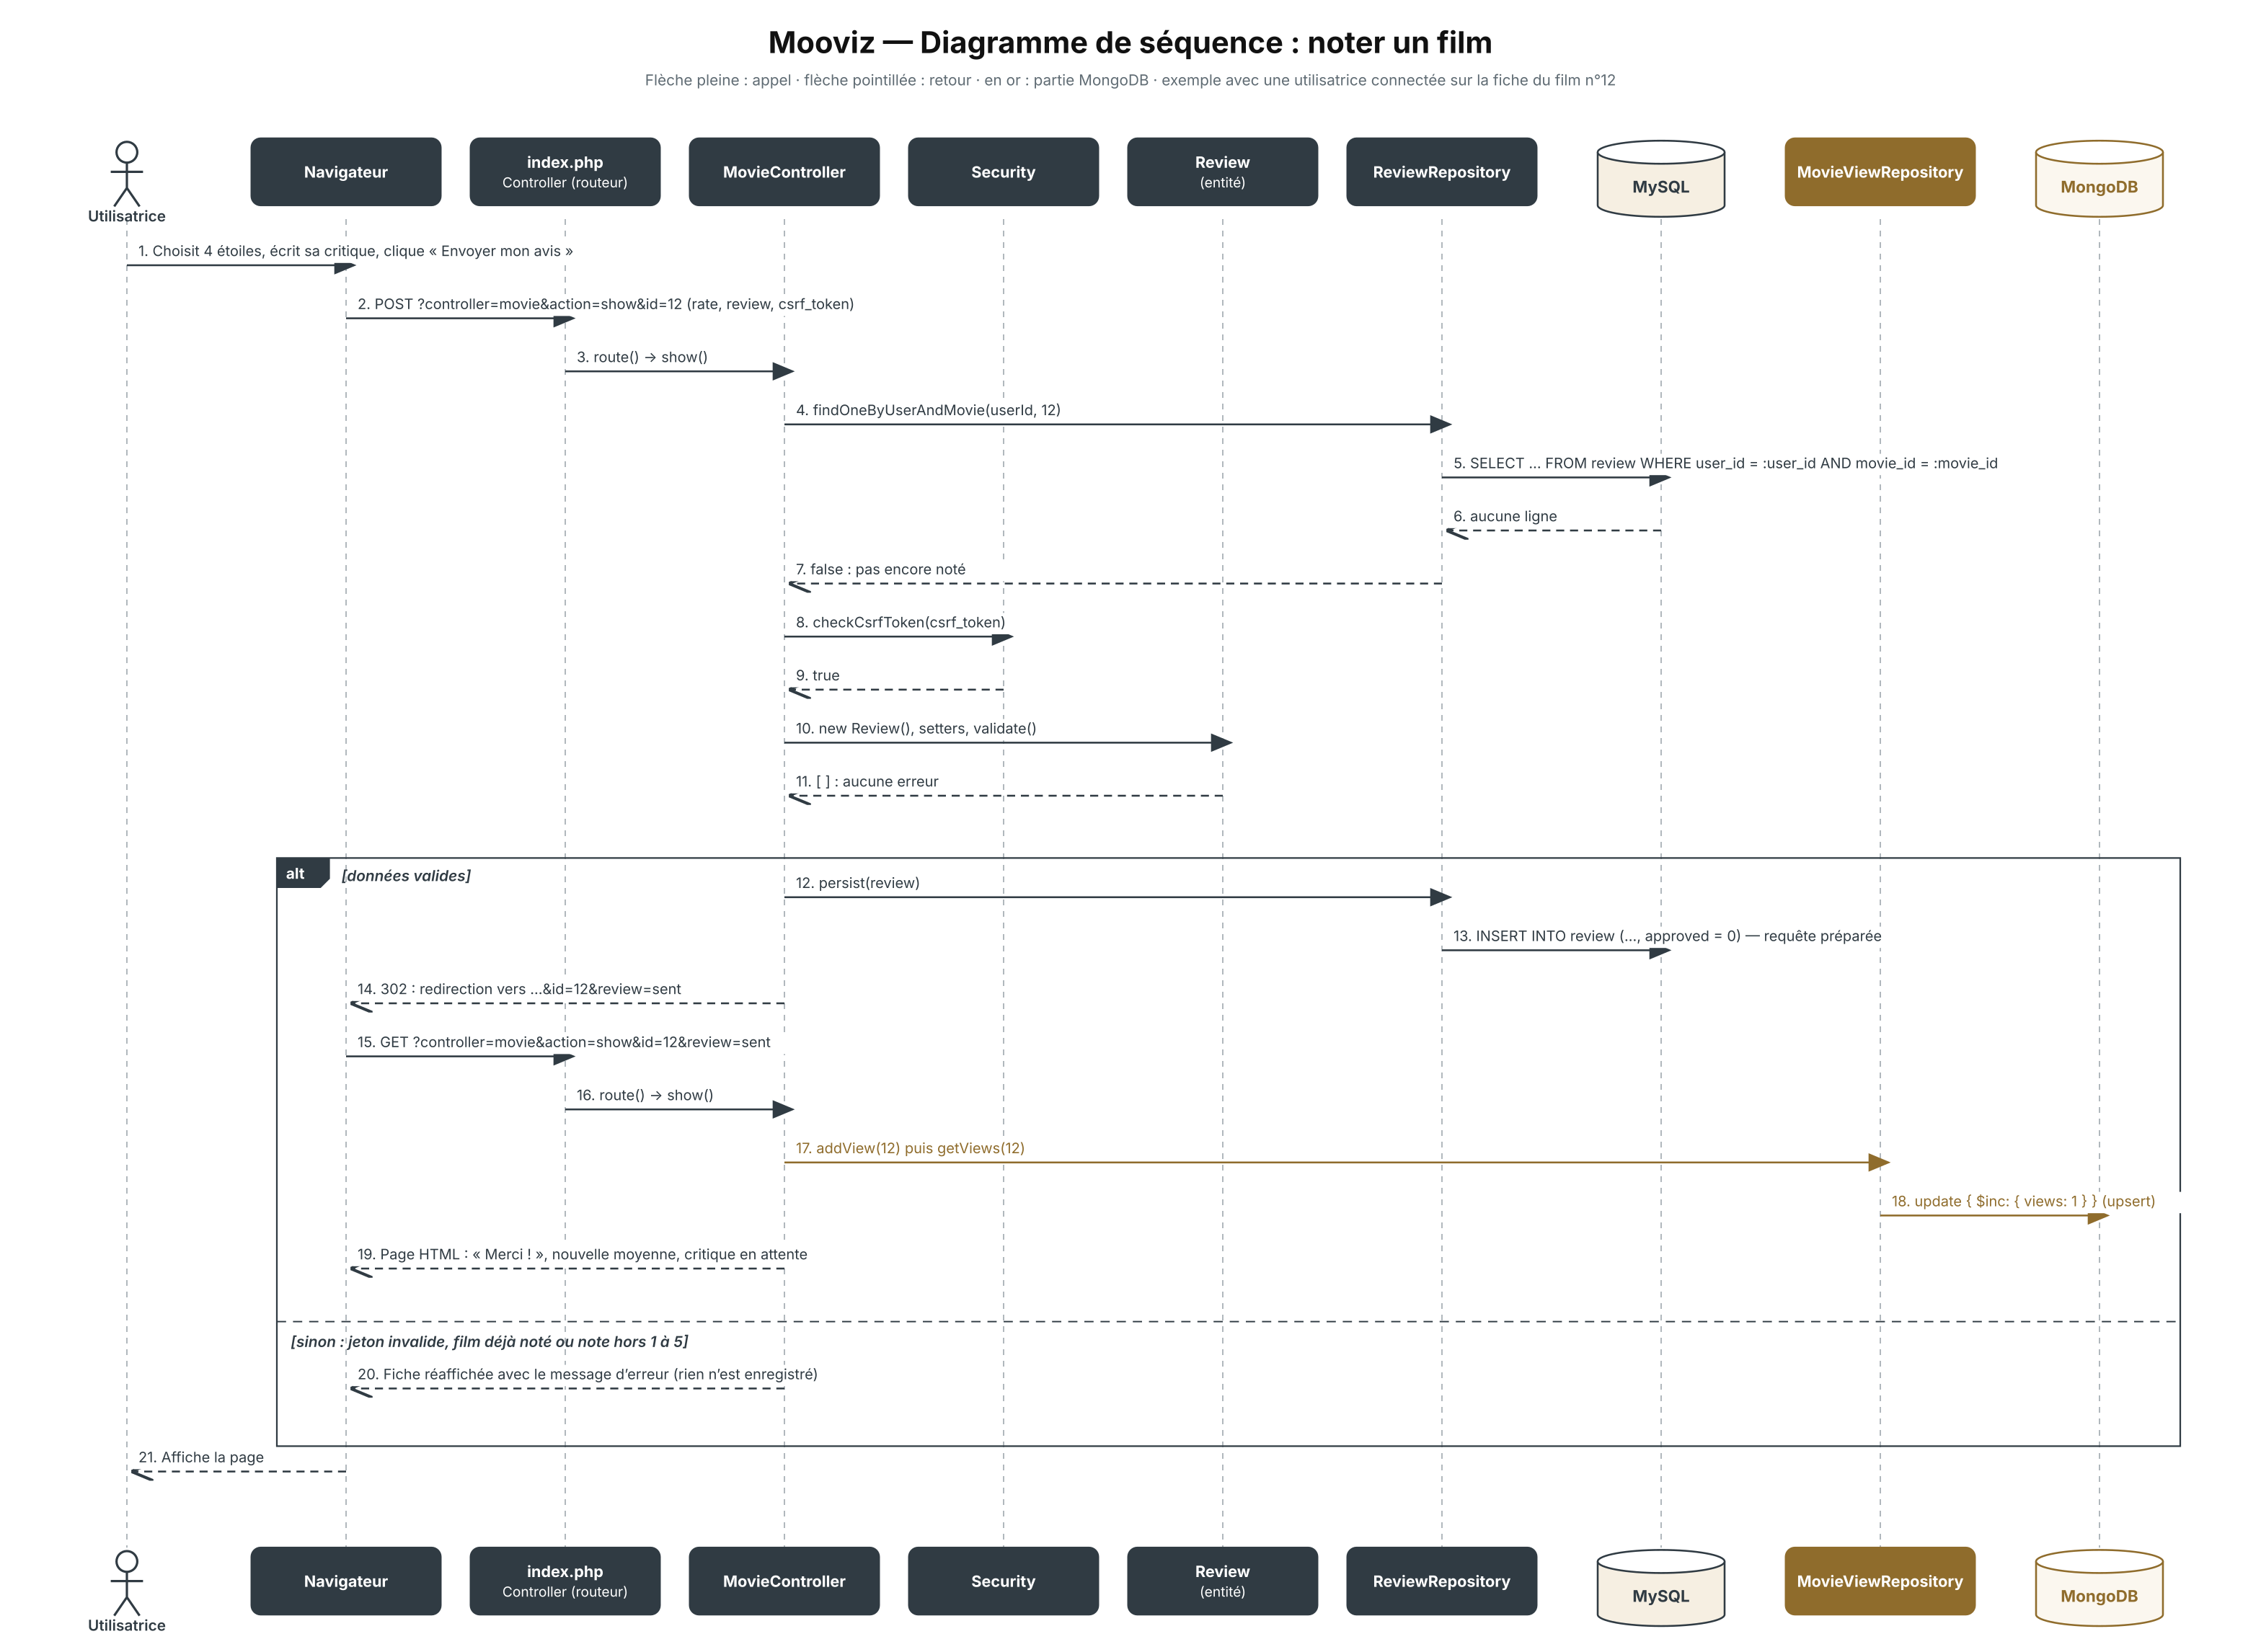 Mooviz — Diagramme de séquence : noter un film
Flèche pleine : appel · flèche pointillée : retour · en or : partie MongoDB · exemple avec une utilisatrice connectée sur la fiche du film n°12
Utilisatrice
Navigateur
index.php
Controller (routeur)
MovieController
Security
Review
(entité)
ReviewRepository
MySQL
MovieViewRepository
MongoDB
1. Choisit 4 étoiles, écrit sa critique, clique « Envoyer mon avis »
2. POST ?controller=movie&action=show&id=12 (rate, review, csrf_token)
3. route() → show()
4. findOneByUserAndMovie(userId, 12)
5. SELECT … FROM review WHERE user_id = :user_id AND movie_id = :movie_id
6. aucune ligne
7. false : pas encore noté
8. checkCsrfToken(csrf_token)
9. true
10. new Review(), setters, validate()
11. [ ] : aucune erreur
alt
[données valides]
12. persist(review)
13. INSERT INTO review (…, approved = 0) — requête préparée
14. 302 : redirection vers …&id=12&review=sent
15. GET ?controller=movie&action=show&id=12&review=sent
16. route() → show()
17. addView(12) puis getViews(12)
18. update { $inc: { views: 1 } } (upsert)
19. Page HTML : « Merci ! », nouvelle moyenne, critique en attente
[sinon : jeton invalide, film déjà noté ou note hors 1 à 5]
20. Fiche réaffichée avec le message d’erreur (rien n’est enregistré)
21. Affiche la page
Utilisatrice
Navigateur
index.php
Controller (routeur)
MovieController
Security
Review
(entité)
ReviewRepository
MySQL
MovieViewRepository
MongoDB